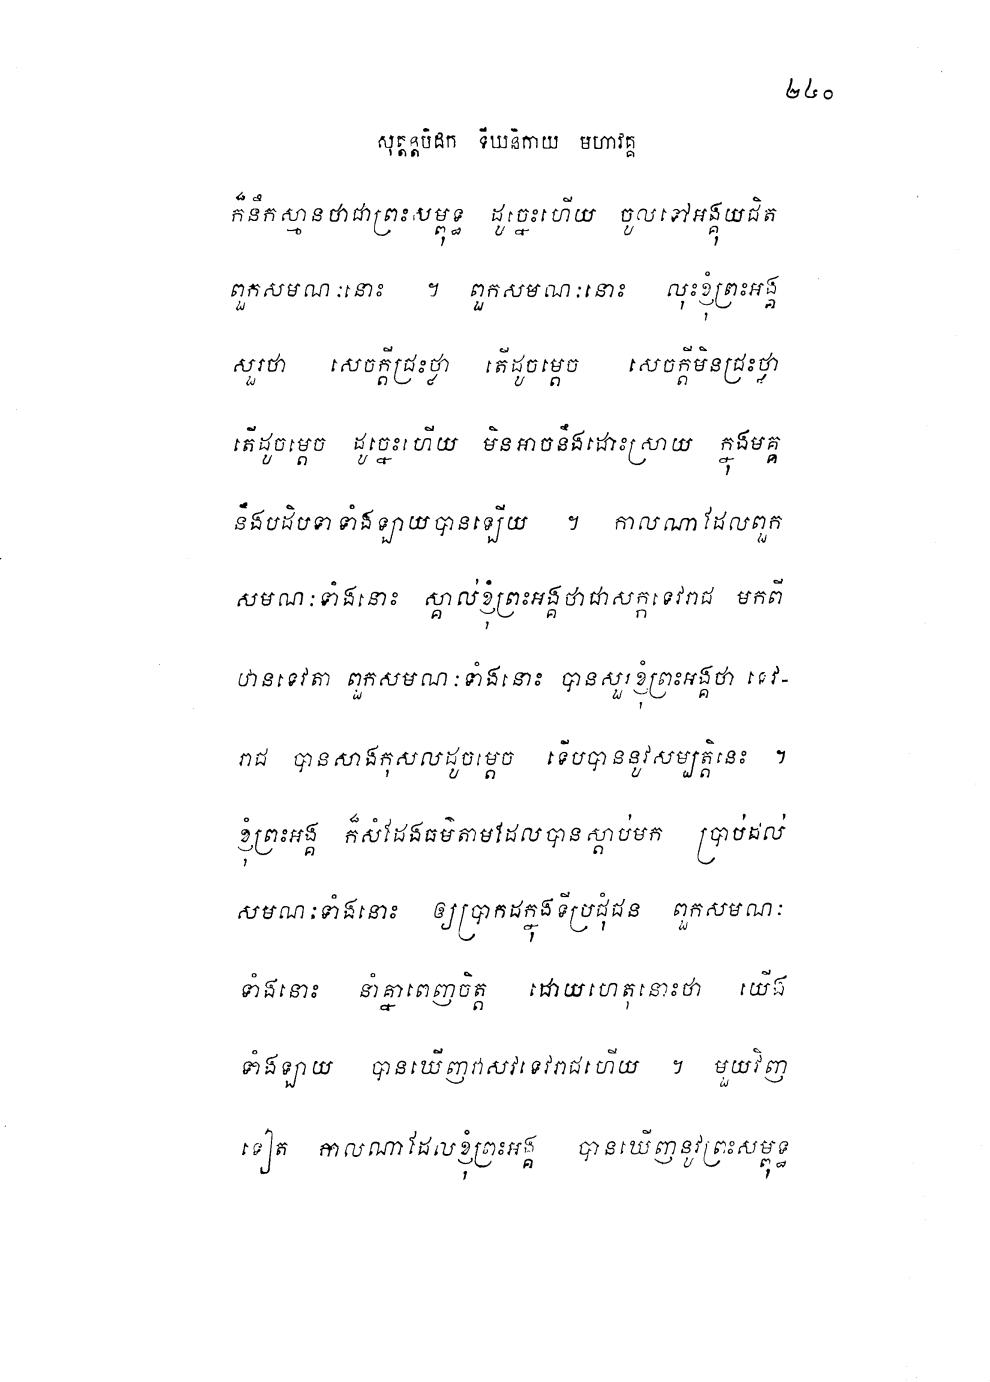 ២៤០
សុត្តន្តបិដក ទីឃនិកាយ មហាវគ្គ
ក៏នឹកស្មានថាជាព្រះសម្ពុទ្ធ ដូច្នេះហើយ ចូលទៅអង្គុយជិត
ពួកសមណៈនោះ ។ ពួកសមណៈនោះ លុះខ្ញុំព្រះអង្គ
សួរថា សេចក្តីជ្រះថ្លា តើដូចម្តេច សេចក្តីមិនជ្រះថ្លា
តើដូចម្តេច ដូច្នេះហើយ មិនអាចនឹងដោះស្រាយ ក្នុងមគ្គ
នឹងបដិបទាទាំងឡាយបានឡើយ ។ កាលណាដែលពួក
សមណៈទាំងនោះ ស្គាល់ខ្ញុំព្រះអង្គថាជាសក្កទេវរាជ មកពី
ឋានទេវតា ពួកសមណៈទាំងនោះ បានសួរខ្ញុំព្រះអង្គថា ទេវ-
រាជ បានសាងកុសលដូចម្តេច ទើបបាននូវសម្បត្តិនេះ ។
ខ្ញុំព្រះអង្គ ក៏សំដែងធម៌តាមដែលបានស្តាប់មក ប្រាប់ដល់
សមណៈទាំងនោះ ឲ្យប្រាកដក្នុងទីប្រជុំជន ពួកសមណៈ
ទាំងនោះ នាំគ្នាពេញចិត្ត ដោយហេតុនោះថា យើង
ទាំងឡាយ បានឃើញវាសវទេវរាជហើយ ។ មួយវិញ
ទៀត កាលណាដែលខ្ញុំព្រះអង្គ បានឃើញនូវព្រះសម្ពុទ្ធ